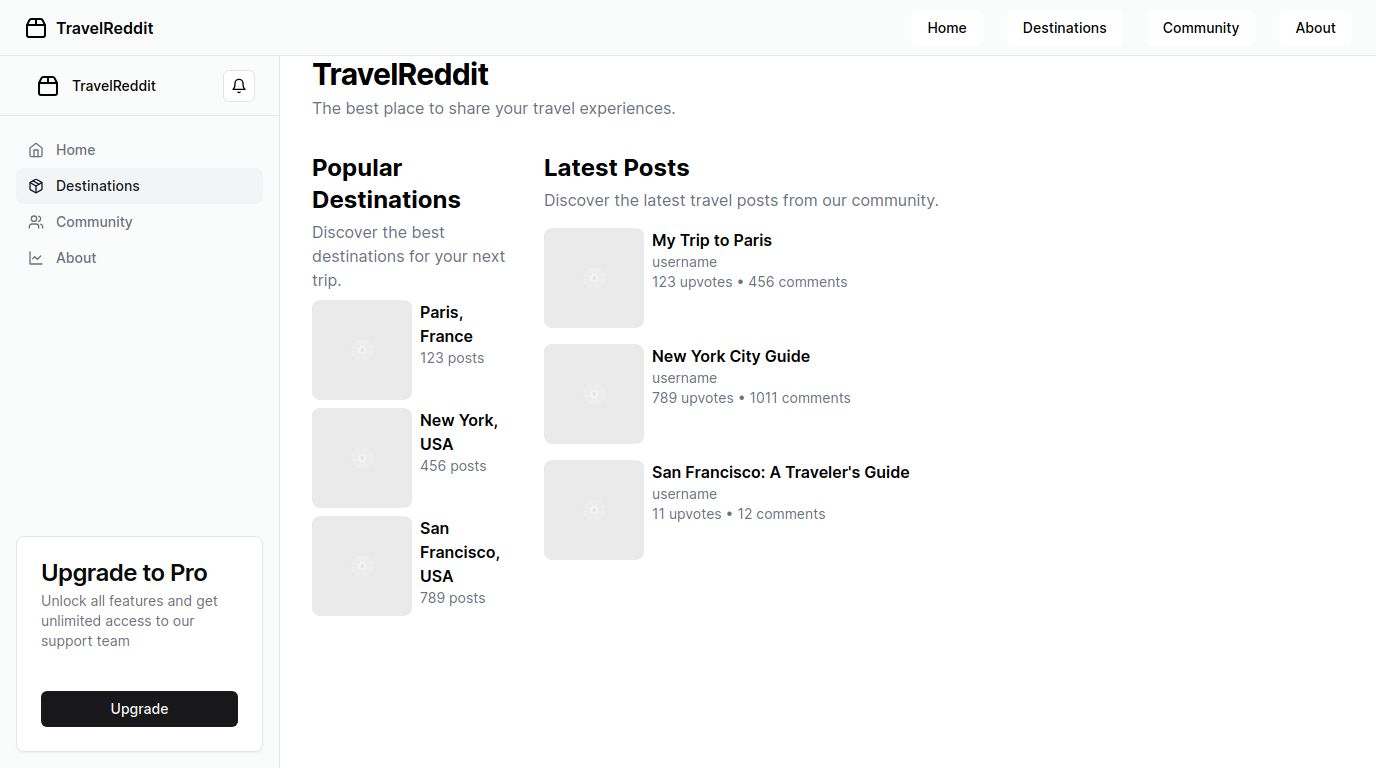 TravelReddit
Home
Destinations
Community
About
TravelReddit
Home
Destinations
Community
About
Upgrade to Pro
Unlock all features and get
unlimited access to our
support team
Upgrade
TravelReddit
The best place to share your travel experiences.
Popular
Destinations
Discover the best
destinations for your next
trip.
Paris,
France
123 posts
New York,
USA
456 posts
San
Francisco,
USA
789 posts
Latest Posts
Discover the latest travel posts from our community.
My Trip to Paris
username
123 upvotes • 456 comments
New York City Guide
username
789 upvotes • 1011 comments
San Francisco: A Traveler's Guide
username
11 upvotes • 12 comments